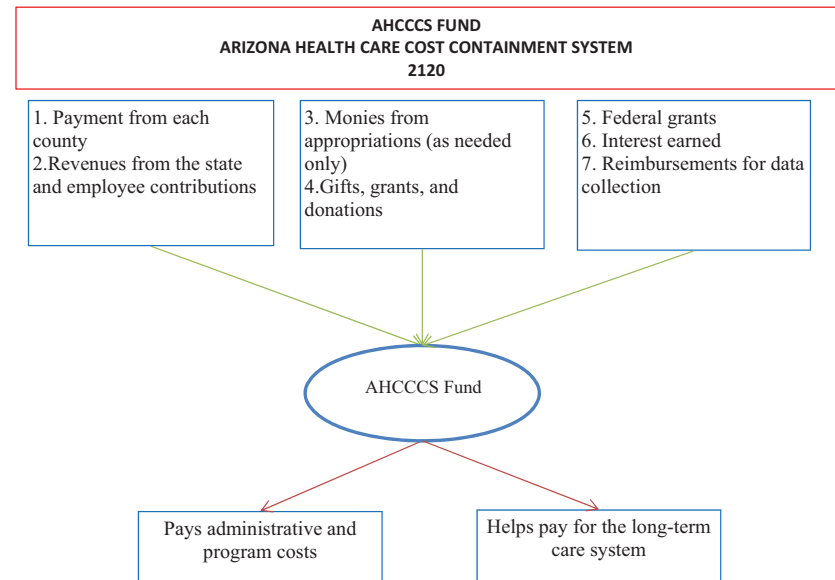 AHCCCS FUND
ARIZONA HEALTH CARE COST CONTAINMENT SYSTEM
2120
1. Payment from each
county
2.Revenues from the state
and employee contributions
3. Monies from
appropriations (as needed
only)
4.Gifts, grants, and
donations
5. Federal grants
6. Interest earned
7. Reimbursements for data
collection
AHCCCS Fund
Pays administrative and
program costs
Helps pay for the long-term
care system